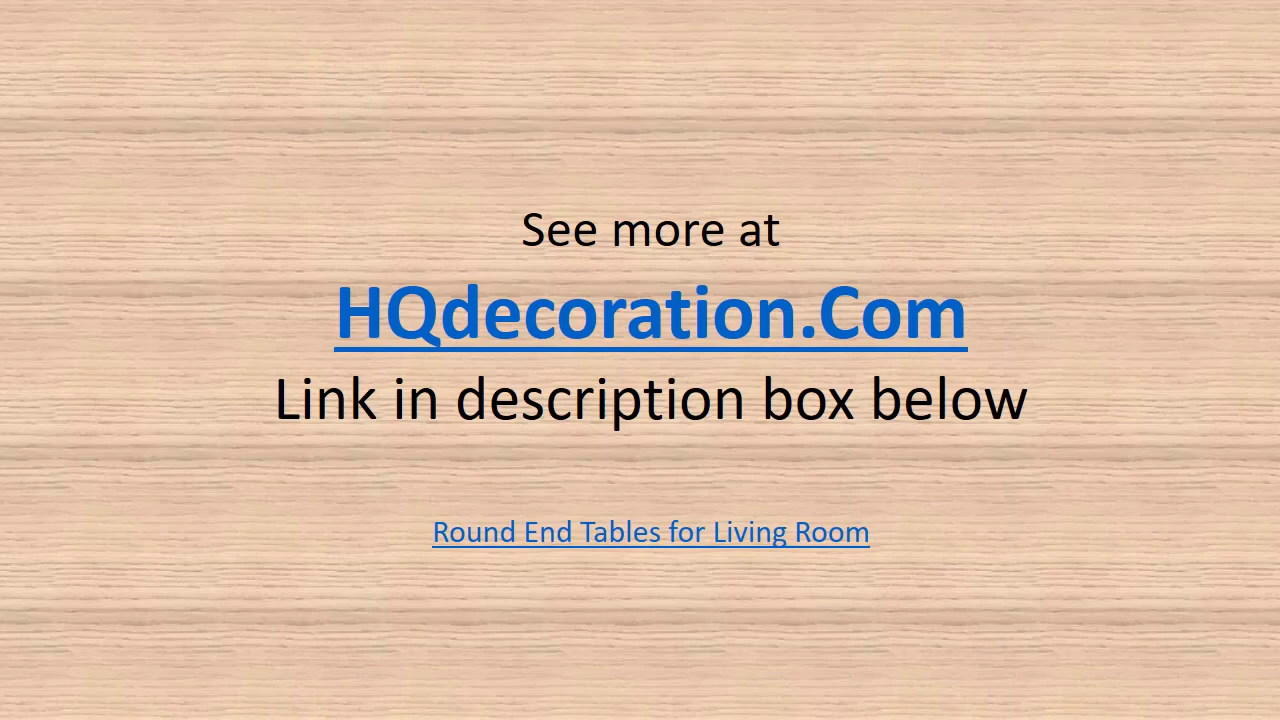 See more at
HQdecoration.Com
Link in description box below
Round End Tables for Living Room